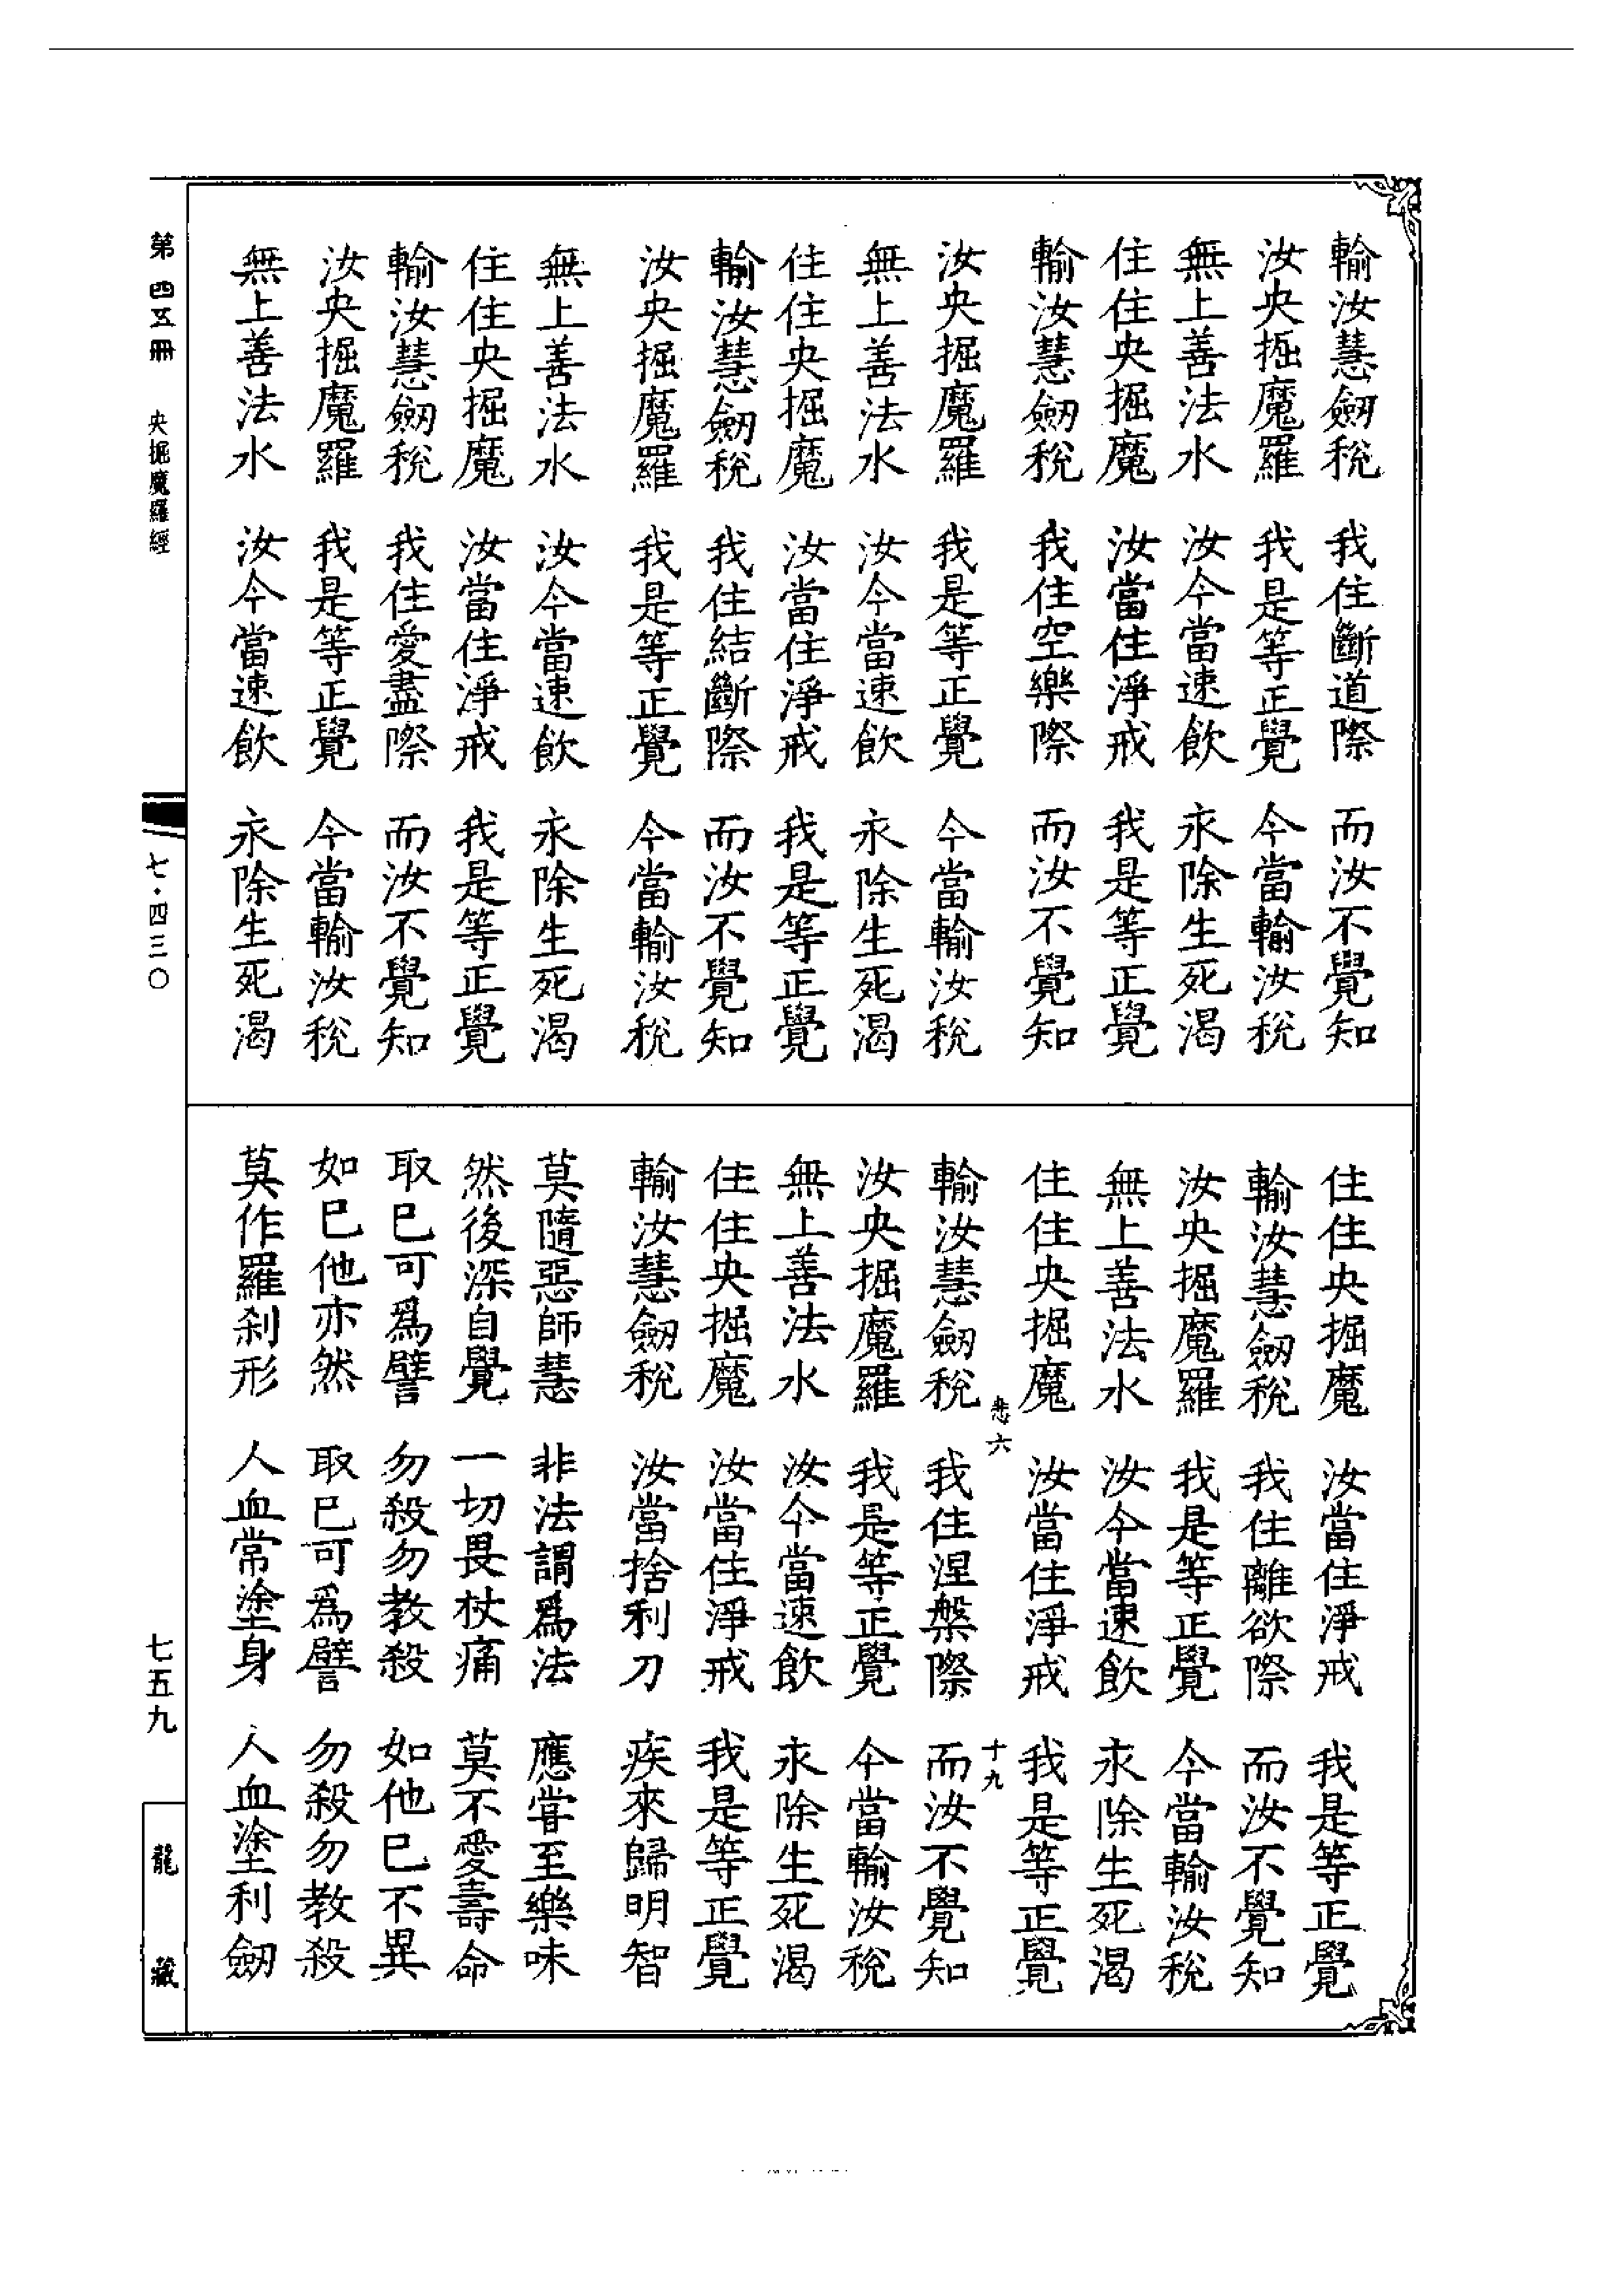 輸汝慧劔稅　我住斷道際　而汝不覺知
汝央掘魔羅　我是等正覺　今當輸汝稅
無上善法水　汝今當速飲　永除生死渴
住住央掘魔　汝當住淨戒　我是等正覺
輸汝慧劔稅　我住空樂際　而汝不覺知
汝央掘魔羅　我是等正覺　今當輸汝稅
無上善法水　汝今當速飲　永除生死渴
住住央掘魔　汝當住淨戒　我是等正覺
輸汝慧劔稅　我住結斷際　而汝不覺知
汝央掘魔羅　我是等正覺　今當輸汝稅
無上善法水　汝今當速飲　永除生死渴
住住央掘魔　汝當住淨戒　我是等正覺
輸汝慧劔稅　我住愛盡際　而汝不覺知
汝央掘魔羅　我是等正覺　今當輸汝稅
無上善法水　汝今當速飲　永除生死渴
住住央掘魔　汝當住淨戒　我是等正覺
輸汝慧劔稅　我住離欲際　而汝不覺知
汝央掘魔羅　我是等正覺　今當輸汝稅
無上善法水　汝今當速飲　永除生死渴
住住央掘魔　汝當住淨戒　我是等正覺
悲六　十九
輸汝慧劔稅　我住涅槃際　而汝不覺知
汝央掘魔羅　我是等正覺　今當輸汝稅
無上善法水　汝今當速飲　永除生死渴
住住央掘魔　汝當住淨戒　我是等正覺
輸汝慧劔稅　汝當捨利刀　疾來歸明智
莫隨惡師慧　非法謂爲法　應甞至樂味
然後深自覺　一切畏杖痛　莫不愛壽命
取巳可爲譬　勿殺勿教殺　如他巳不異
如巳他亦然　取巳可爲譬　勿殺勿教殺
莫作羅刹形　人血常塗身　人血塗利劔
第四五冊　央掘魔羅經　七·四三〇　七五九　龍藏